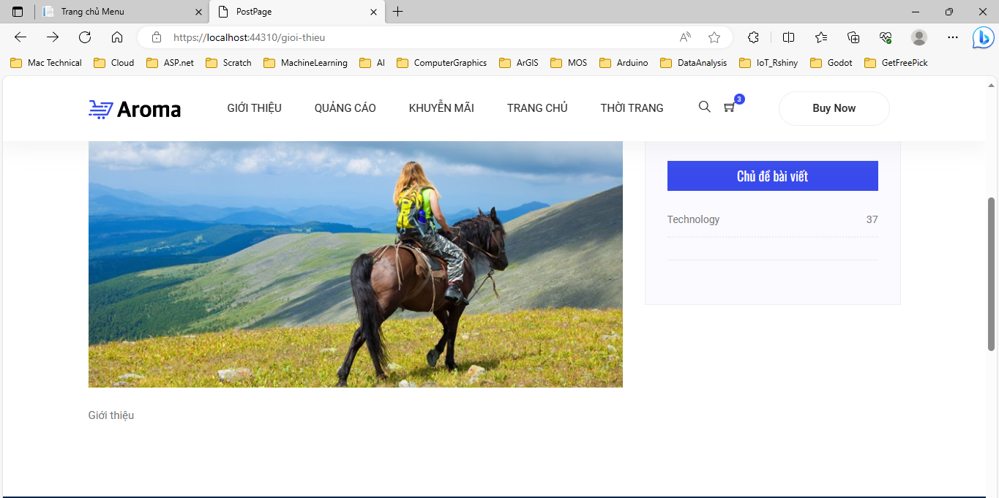 Trang chủ Menu
PostPage
https://localhost:44310/gioi-thieu
Mac Technical Cloud ASP.net Scratch MachineLearning AI ComputerGraphics ArGIS MOS Arduino DataAnalysis IoT_Rshiny Godot GetFreePick
Aroma GIỚI THIỆU QUẢNG CÁO KHUYỄN MÃI TRANG CHỦ THỜI TRANG 3 Buy Now
Chủ đề bài viết
Technology 37
Giới thiệu